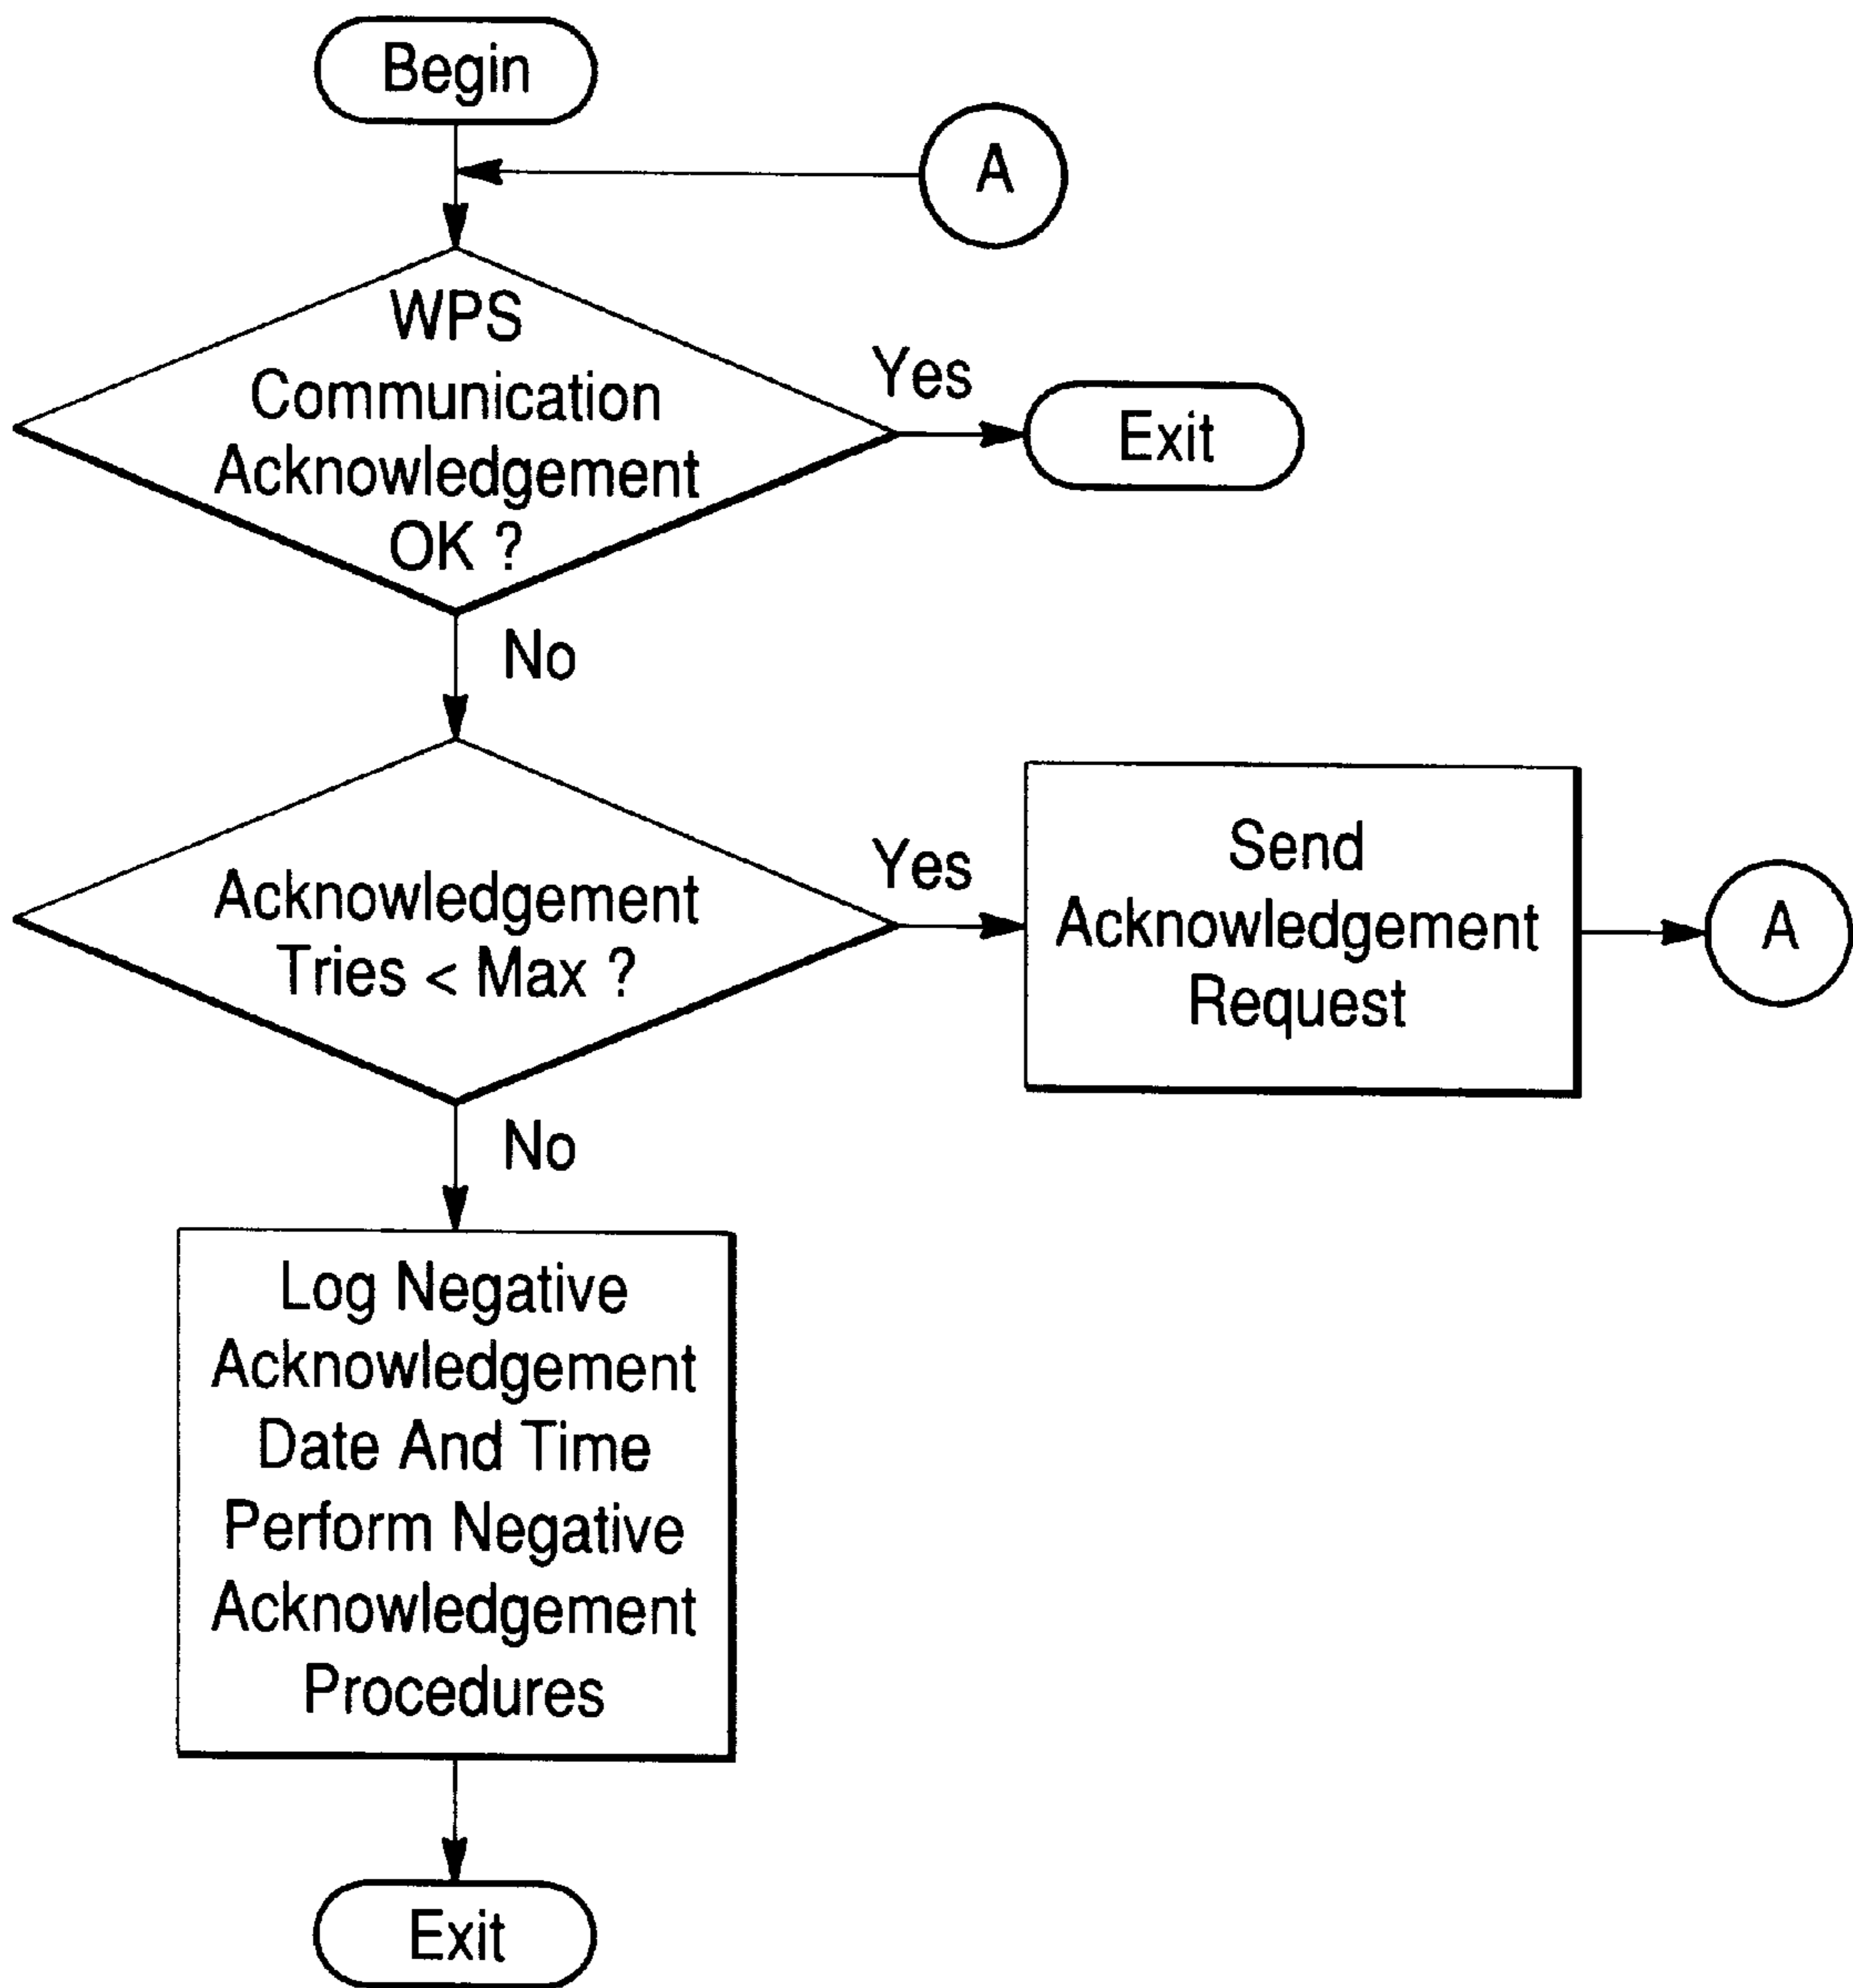 Begin
A
WPS
Communication
Acknowledgement
OK ?
Yes
Exit
No
Acknowledgement
Tries < Max ?
Yes
Send
Acknowledgement
Request
A
No
Log Negative
Acknowledgement
Date And Time
Perform Negative
Acknowledgement
Procedures
Exit